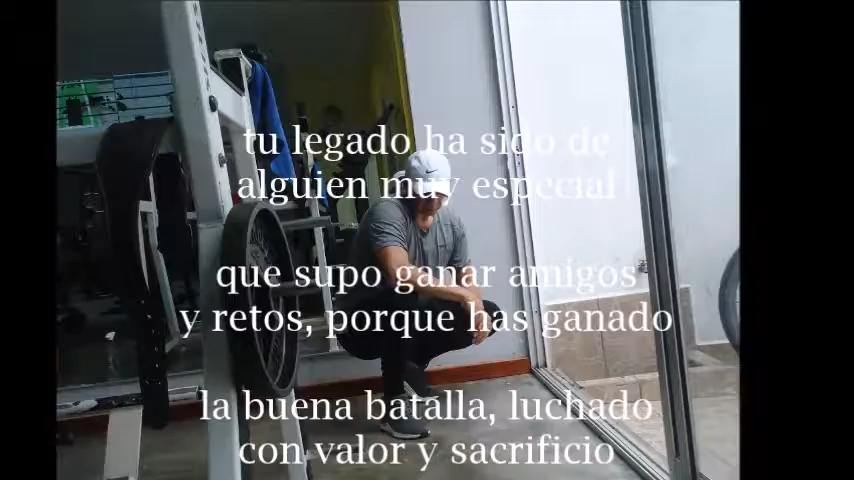 tu legado ha sido de
alguien muy especial
que supo ganar amigos
y retos, porque has ganado
la buena batalla, luchado
con valor y sacrificio